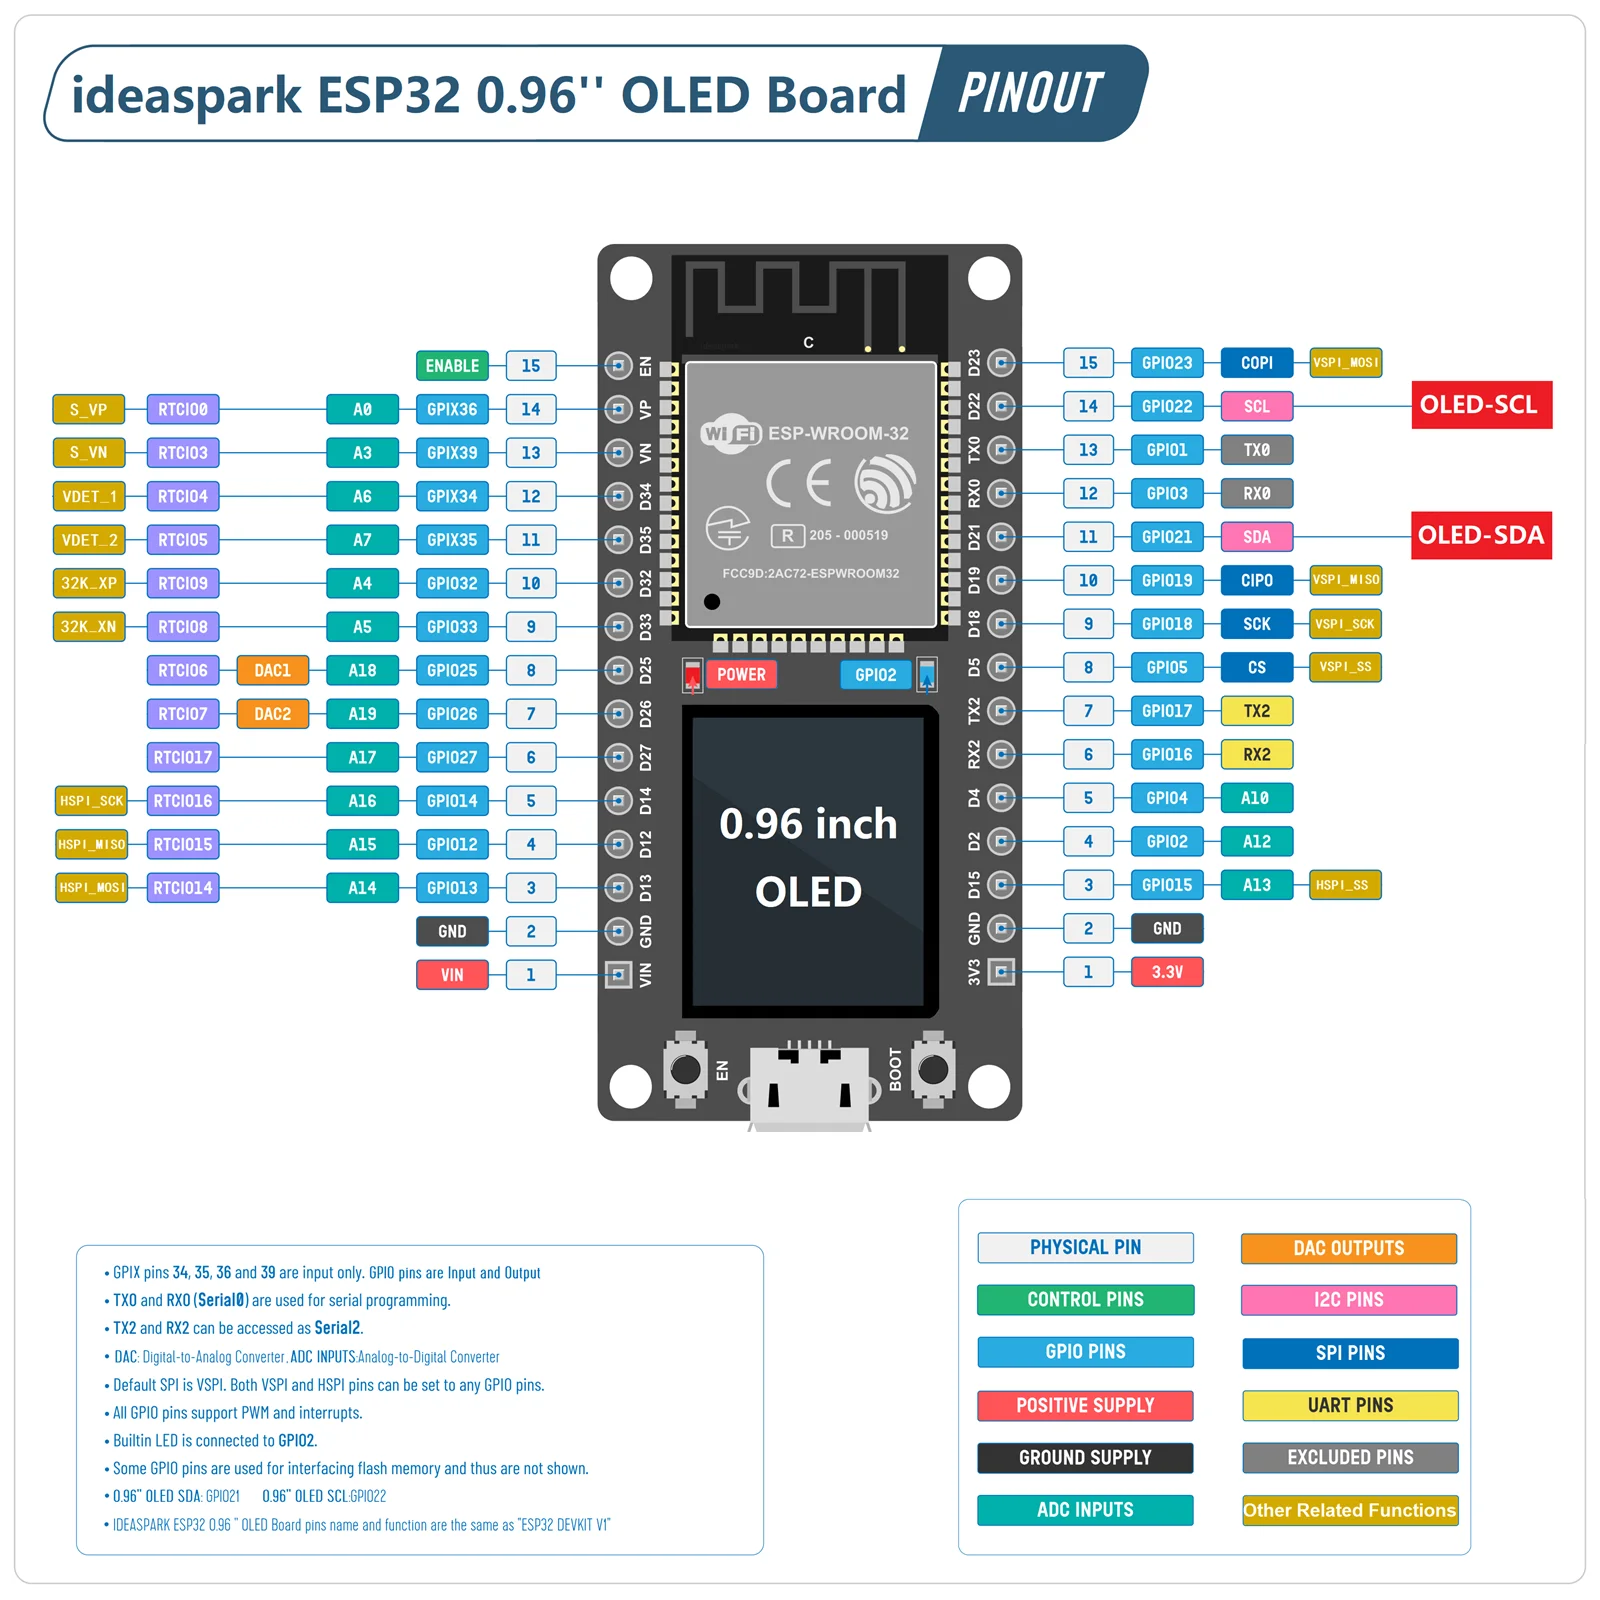 ideaspark ESP32 0.96'' OLED Board PINOUT
C
WiFi ESP-WROOM-32
CE
R 205 - 000519
FCC9D:2AC72-ESPWROOM32
POWER GPIO2
0.96 inch
OLED
EN BOOT
ENABLE 15 EN
S_VP RTCIO0 A0 GPIX36 14 VP
S_VN RTCIO3 A3 GPIX39 13 VN
VDET_1 RTCIO4 A6 GPIX34 12 D34
VDET_2 RTCIO5 A7 GPIX35 11 D35
32K_XP RTCIO9 A4 GPIO32 10 D32
32K_XN RTCIO8 A5 GPIO33 9 D33
RTCIO6 DAC1 A18 GPIO25 8 D25
RTCIO7 DAC2 A19 GPIO26 7 D26
RTCIO17 A17 GPIO27 6 D27
HSPI_SCK RTCIO16 A16 GPIO14 5 D14
HSPI_MISO RTCIO15 A15 GPIO12 4 D12
HSPI_MOSI RTCIO14 A14 GPIO13 3 D13
GND 2 GND
VIN 1 VIN
D23 15 GPIO23 COPI VSPI_MOSI
D22 14 GPIO22 SCL OLED-SCL
TX0 13 GPIO1 TX0
RX0 12 GPIO3 RX0
D21 11 GPIO21 SDA OLED-SDA
D19 10 GPIO19 CIPO VSPI_MISO
D18 9 GPIO18 SCK VSPI_SCK
D5 8 GPIO5 CS VSPI_SS
TX2 7 GPIO17 TX2
RX2 6 GPIO16 RX2
D4 5 GPIO4 A10
D2 4 GPIO2 A12
D15 3 GPIO15 A13 HSPI_SS
GND 2 GND
3V3 1 3.3V
• GPIX pins 34, 35, 36 and 39 are input only. GPIO pins are Input and Output
• TX0 and RX0 (Serial0) are used for serial programming.
• TX2 and RX2 can be accessed as Serial2.
• DAC: Digital-to-Analog Converter, ADC INPUTS:Analog-to-Digital Converter
• Default SPI is VSPI. Both VSPI and HSPI pins can be set to any GPIO pins.
• All GPIO pins support PWM and interrupts.
• Builtin LED is connected to GPIO2.
• Some GPIO pins are used for interfacing flash memory and thus are not shown.
• 0.96" OLED SDA: GPIO21 0.96" OLED SCL:GPIO22
• IDEASPARK ESP32 0.96 " OLED Board pins name and function are the same as "ESP32 DEVKIT V1"
PHYSICAL PIN DAC OUTPUTS
CONTROL PINS I2C PINS
GPIO PINS SPI PINS
POSITIVE SUPPLY UART PINS
GROUND SUPPLY EXCLUDED PINS
ADC INPUTS Other Related Functions